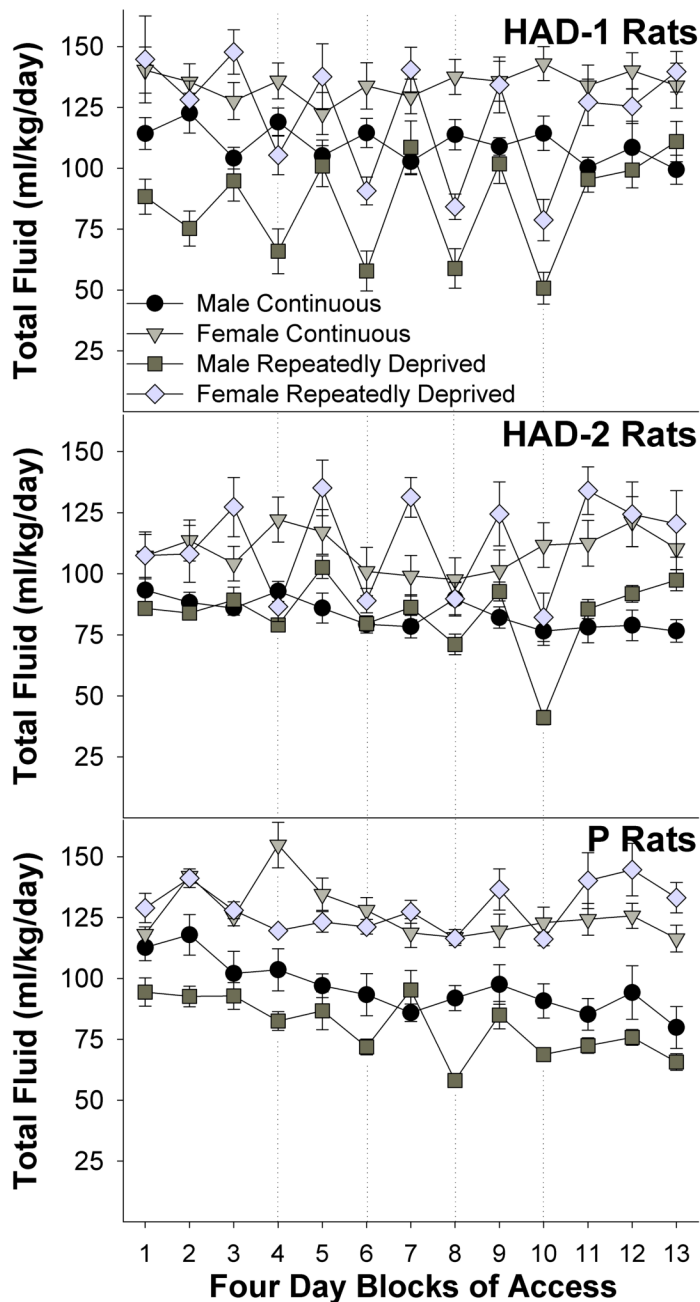 HAD-1 Rats
Total Fluid (ml/kg/day)
150
125
100
75
50
25
Male Continuous
Female Continuous
Male Repeatedly Deprived
Female Repeatedly Deprived
HAD-2 Rats
Total Fluid (ml/kg/day)
150
125
100
75
50
25
P Rats
Total Fluid (ml/kg/day)
150
125
100
75
50
25
1 2 3 4 5 6 7 8 9 10 11 12 13
Four Day Blocks of Access